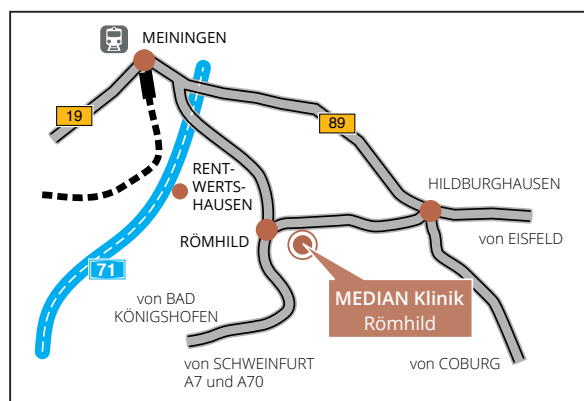 MEININGEN
19
89
RENT-
WERTS-
HAUSEN
HILDBURGHAUSEN
RÖMHILD
von EISFELD
71
MEDIAN Klinik
Römhild
von BAD
KÖNIGSHOFEN
von SCHWEINFURT
A7 und A70
von COBURG